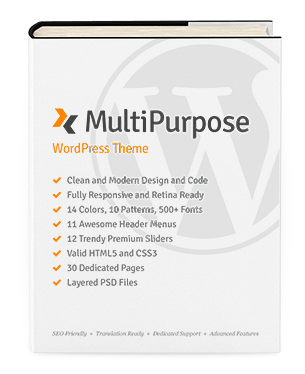 MultiPurpose
WordPress Theme
Clean and Modern Design and Code
Fully Responsive and Retina Ready
14 Colors, 10 Patterns, 500+ Fonts
11 Awesome Header Menus
12 Trendy Premium Sliders
Valid HTML5 and CSS3
30 Dedicated Pages
Layered PSD Files
SEO Friendly • Translation Ready • Dedicated Support • Advanced Features